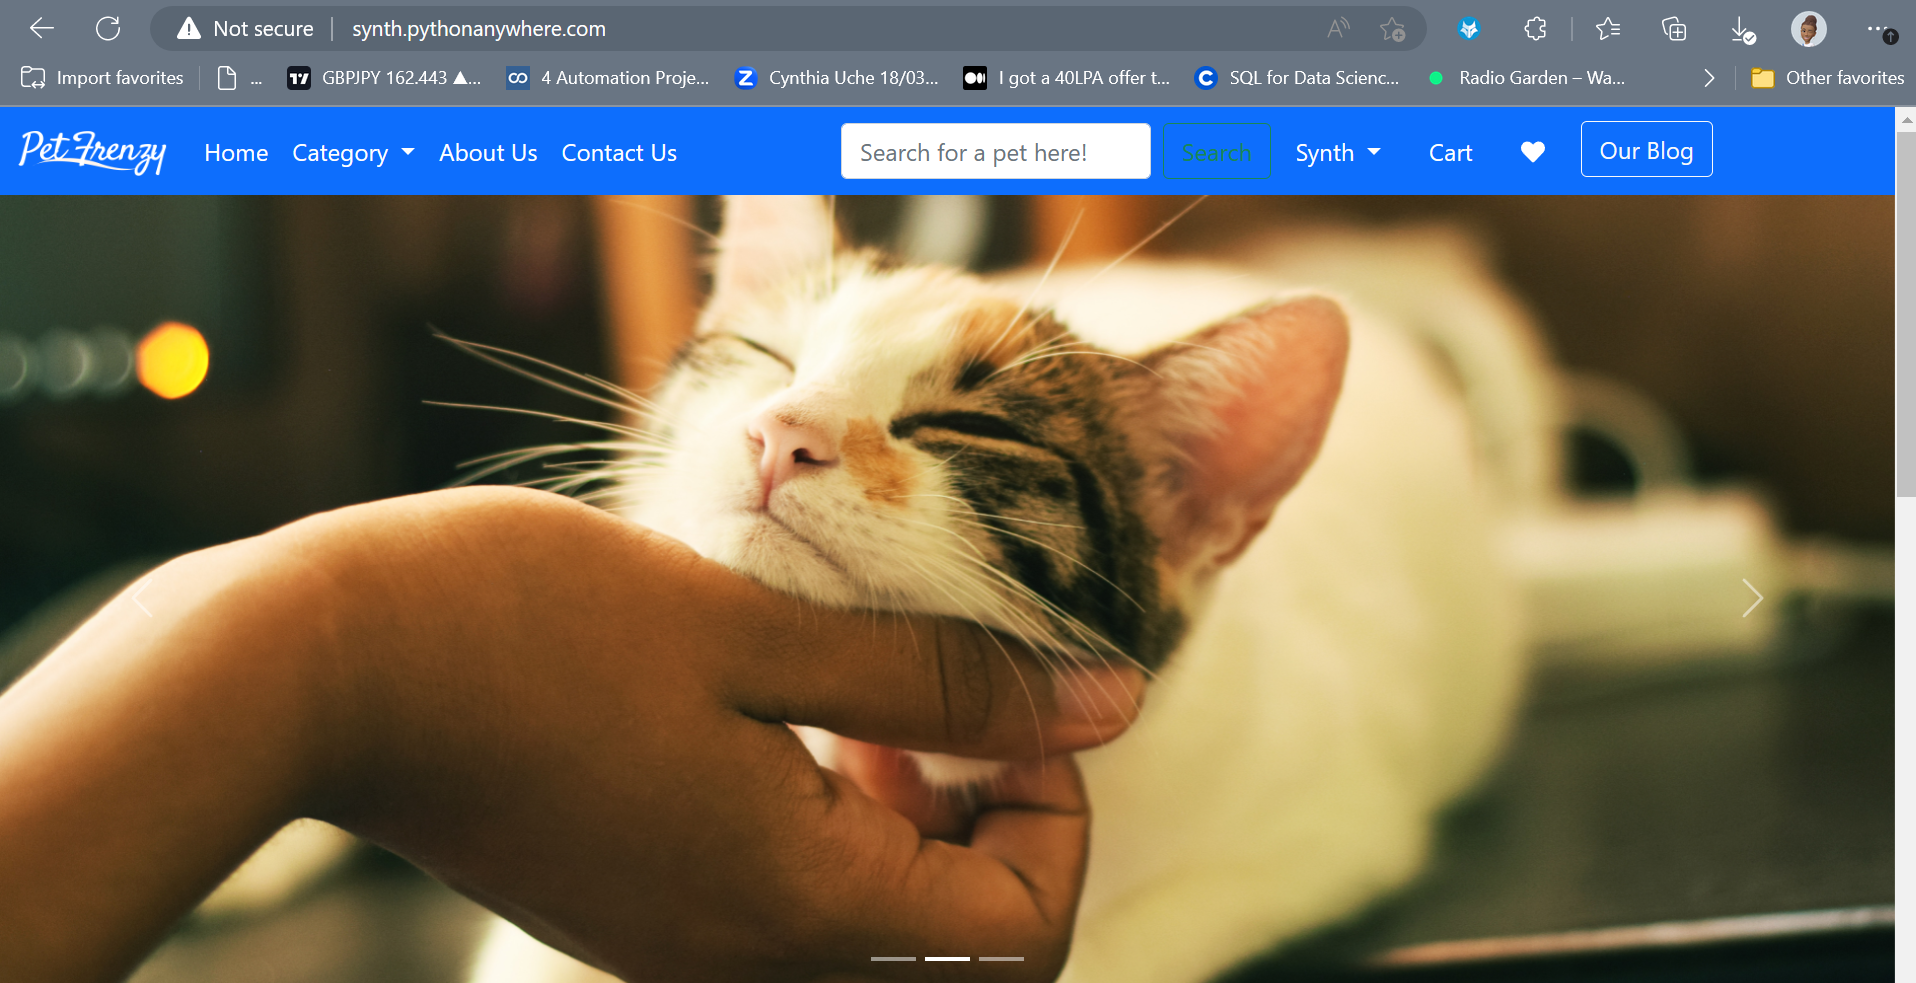 Not secure | synth.pythonanywhere.com
Import favorites ... GBPJPY 162.443 ▲... 4 Automation Proje... Cynthia Uche 18/03... I got a 40LPA offer t... SQL for Data Scienc... Radio Garden – Wa... Other favorites
Pet Frenzy Home Category About Us Contact Us Search for a pet here! Search Synth Cart Our Blog